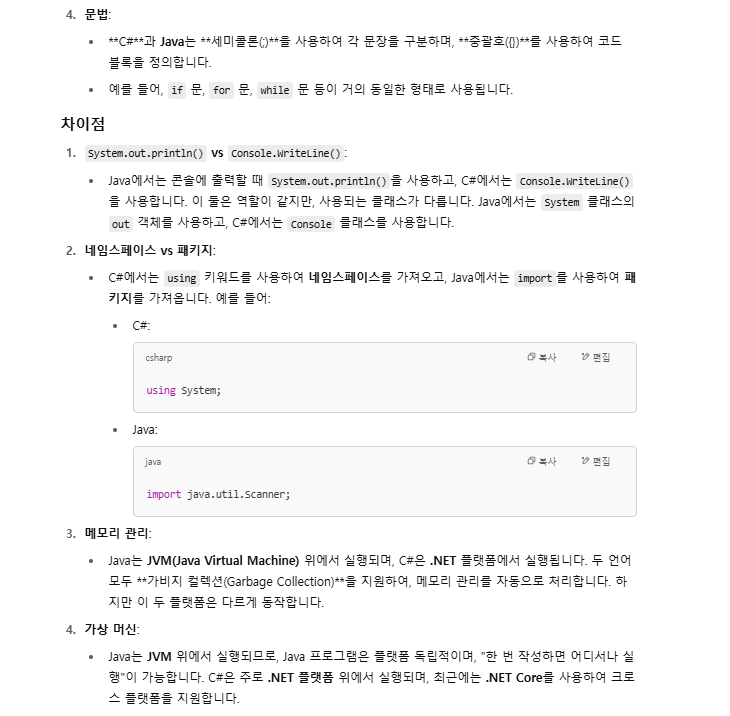 4. 문법:
• **C#**과 Java는 **세미콜론(;)**을 사용하여 각 문장을 구분하며, **중괄호({})**를 사용하여 코드
블록을 정의합니다.
• 예를 들어, if 문, for 문, while 문 등이 거의 동일한 형태로 사용됩니다.
차이점
1. System.out.println() vs Console.WriteLine():
• Java에서는 콘솔에 출력할 때 System.out.println()을 사용하고, C#에서는 Console.WriteLine()
을 사용합니다. 이 둘은 역할이 같지만, 사용되는 클래스가 다릅니다. Java에서는 System 클래스의
out 객체를 사용하고, C#에서는 Console 클래스를 사용합니다.
2. 네임스페이스 vs 패키지:
• C#에서는 using 키워드를 사용하여 네임스페이스를 가져오고, Java에서는 import를 사용하여 패
키지를 가져옵니다. 예를 들어:
• C#:
csharp 복사 편집
using System;
• Java:
java 복사 편집
import java.util.Scanner;
3. 메모리 관리:
• Java는 JVM(Java Virtual Machine) 위에서 실행되며, C#은 .NET 플랫폼에서 실행됩니다. 두 언어
모두 **가비지 컬렉션(Garbage Collection)**을 지원하여, 메모리 관리를 자동으로 처리합니다. 하
지만 이 두 플랫폼은 다르게 동작합니다.
4. 가상 머신:
• Java는 JVM 위에서 실행되므로, Java 프로그램은 플랫폼 독립적이며, "한 번 작성하면 어디서나 실
행"이 가능합니다. C#은 주로 .NET 플랫폼 위에서 실행되며, 최근에는 .NET Core를 사용하여 크로
스 플랫폼을 지원합니다.